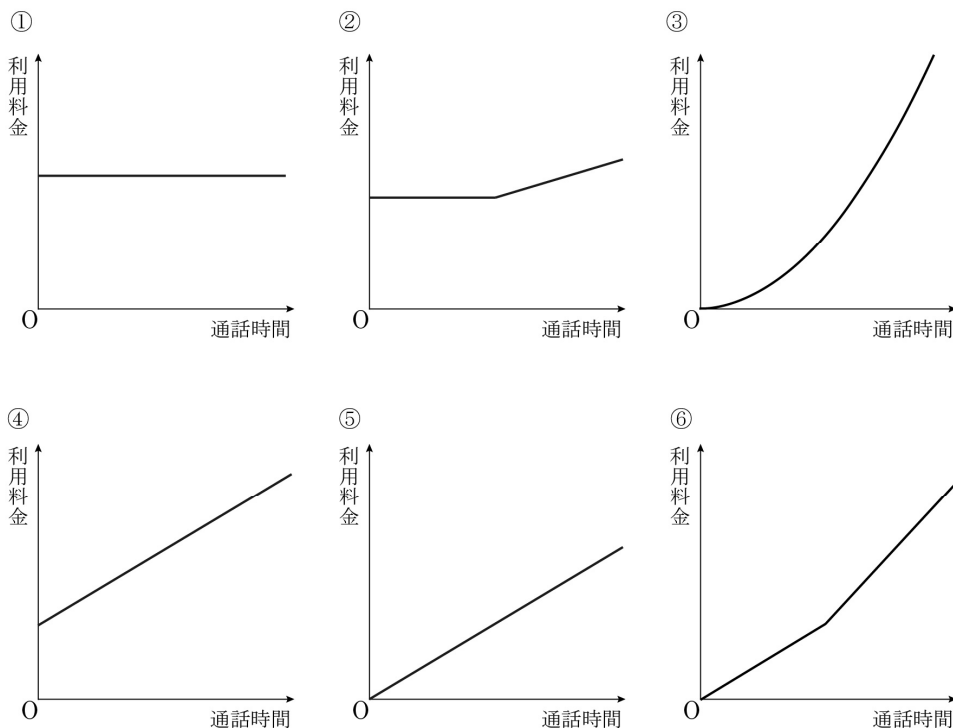 ① ② ③
利用料金 利用料金 利用料金
O 通話時間 O 通話時間 O 通話時間
④ ⑤ ⑥
利用料金 利用料金 利用料金
O 通話時間 O 通話時間 O 通話時間